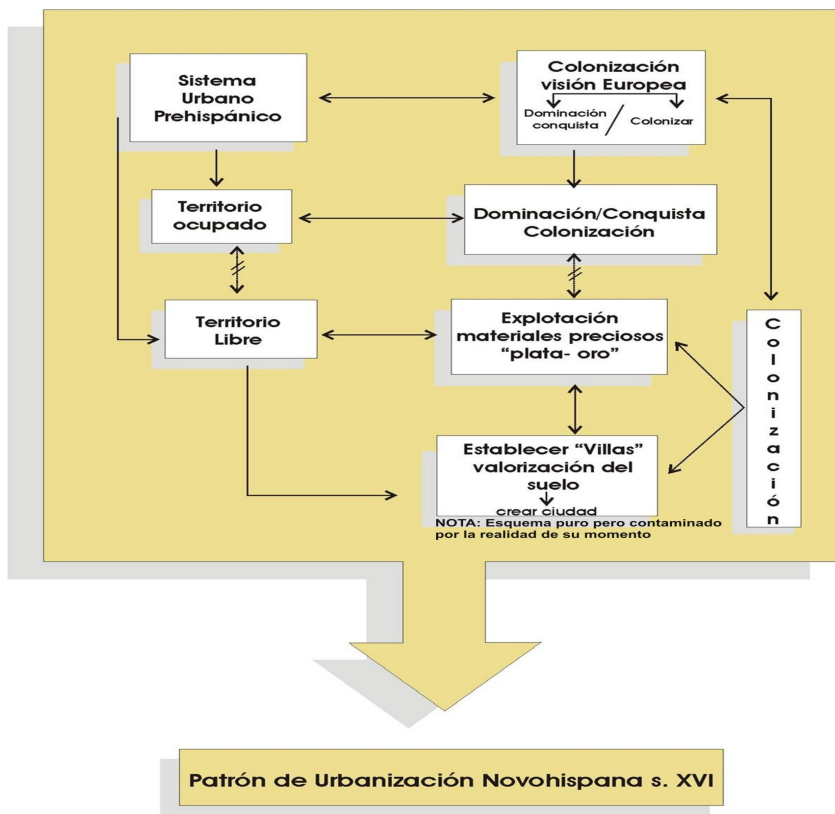 Sistema
Urbano
Prehispánico
Colonización
visión Europea
Dominación
conquista
/
Colonizar
Territorio
ocupado
Dominación/Conquista
Colonización
Territorio
Libre
Explotación
materiales preciosos
“plata- oro”
Colonización
Establecer “Villas”
valorización del
suelo
crear ciudad
NOTA: Esquema puro pero contaminado
por la realidad de su momento
Patrón de Urbanización Novohispana s. XVI